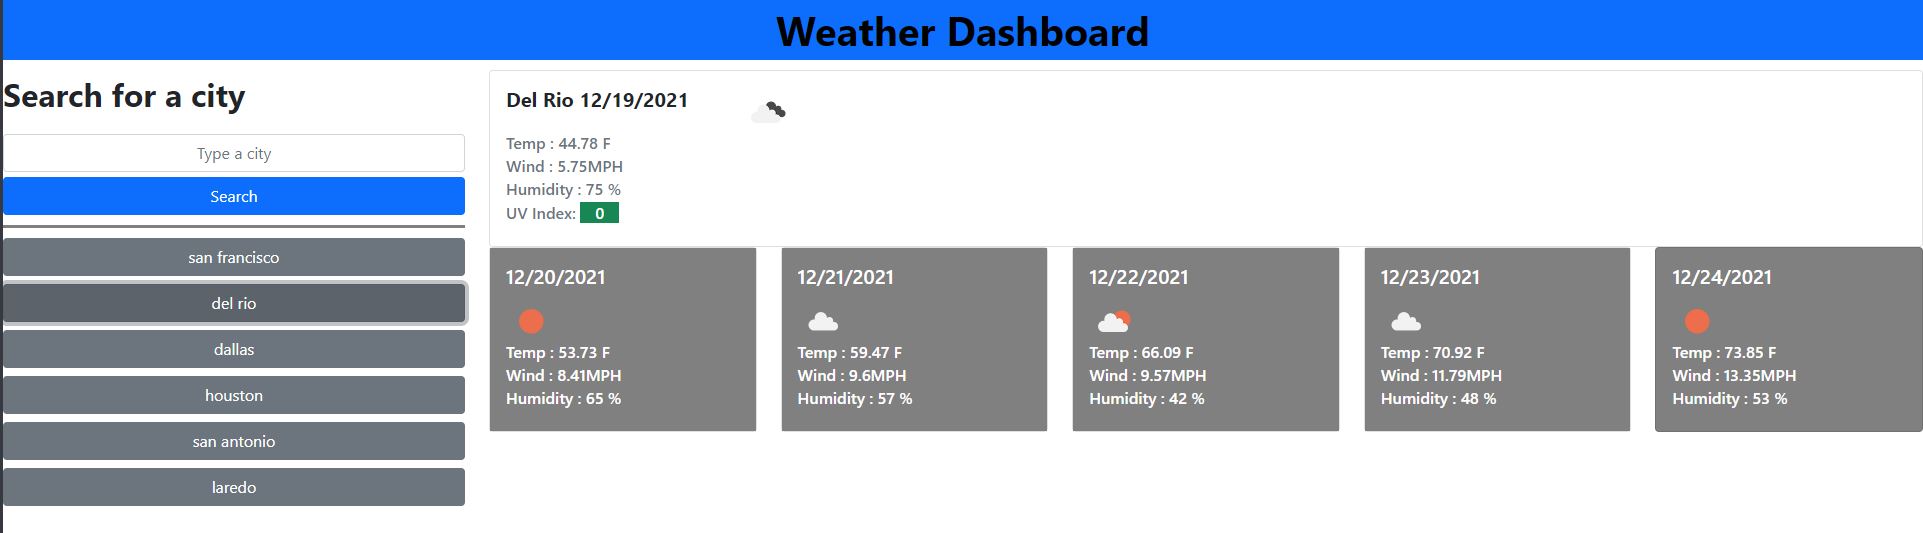 Weather Dashboard
Search for a city
Type a city
Search
san francisco
del rio
dallas
houston
san antonio
laredo
Del Rio 12/19/2021
Temp : 44.78 F
Wind : 5.75MPH
Humidity : 75 %
UV Index: 0
12/20/2021
Temp : 53.73 F
Wind : 8.41MPH
Humidity : 65 %
12/21/2021
Temp : 59.47 F
Wind : 9.6MPH
Humidity : 57 %
12/22/2021
Temp : 66.09 F
Wind : 9.57MPH
Humidity : 42 %
12/23/2021
Temp : 70.92 F
Wind : 11.79MPH
Humidity : 48 %
12/24/2021
Temp : 73.85 F
Wind : 13.35MPH
Humidity : 53 %